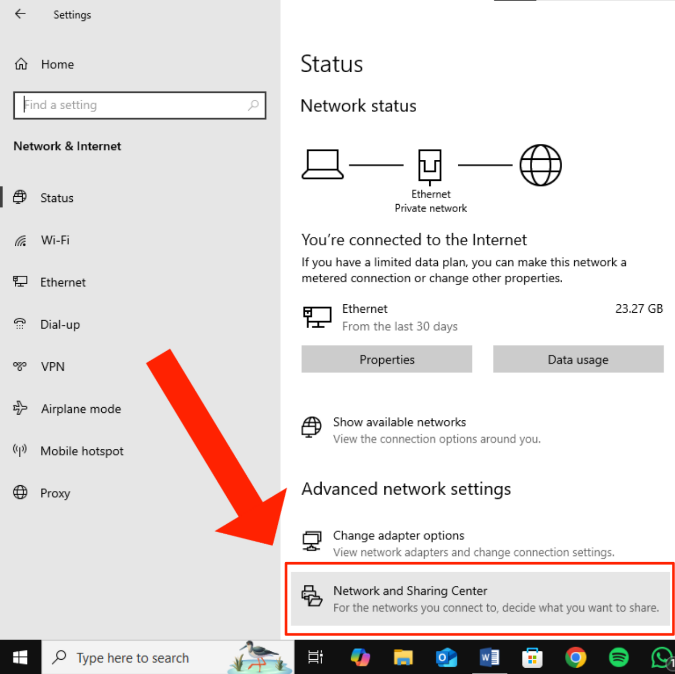 Settings
Home
Find a setting
Network & Internet
Status
Wi-Fi
Ethernet
Dial-up
VPN
Airplane mode
Mobile hotspot
Proxy
Status
Network status
Ethernet
Private network
You're connected to the Internet
If you have a limited data plan, you can make this network a
metered connection or change other properties.
Ethernet 23.27 GB
From the last 30 days
Properties Data usage
Show available networks
View the connection options around you.
Advanced network settings
Change adapter options
View network adapters and change connection settings.
Network and Sharing Center
For the networks you connect to, decide what you want to share.
Type here to search